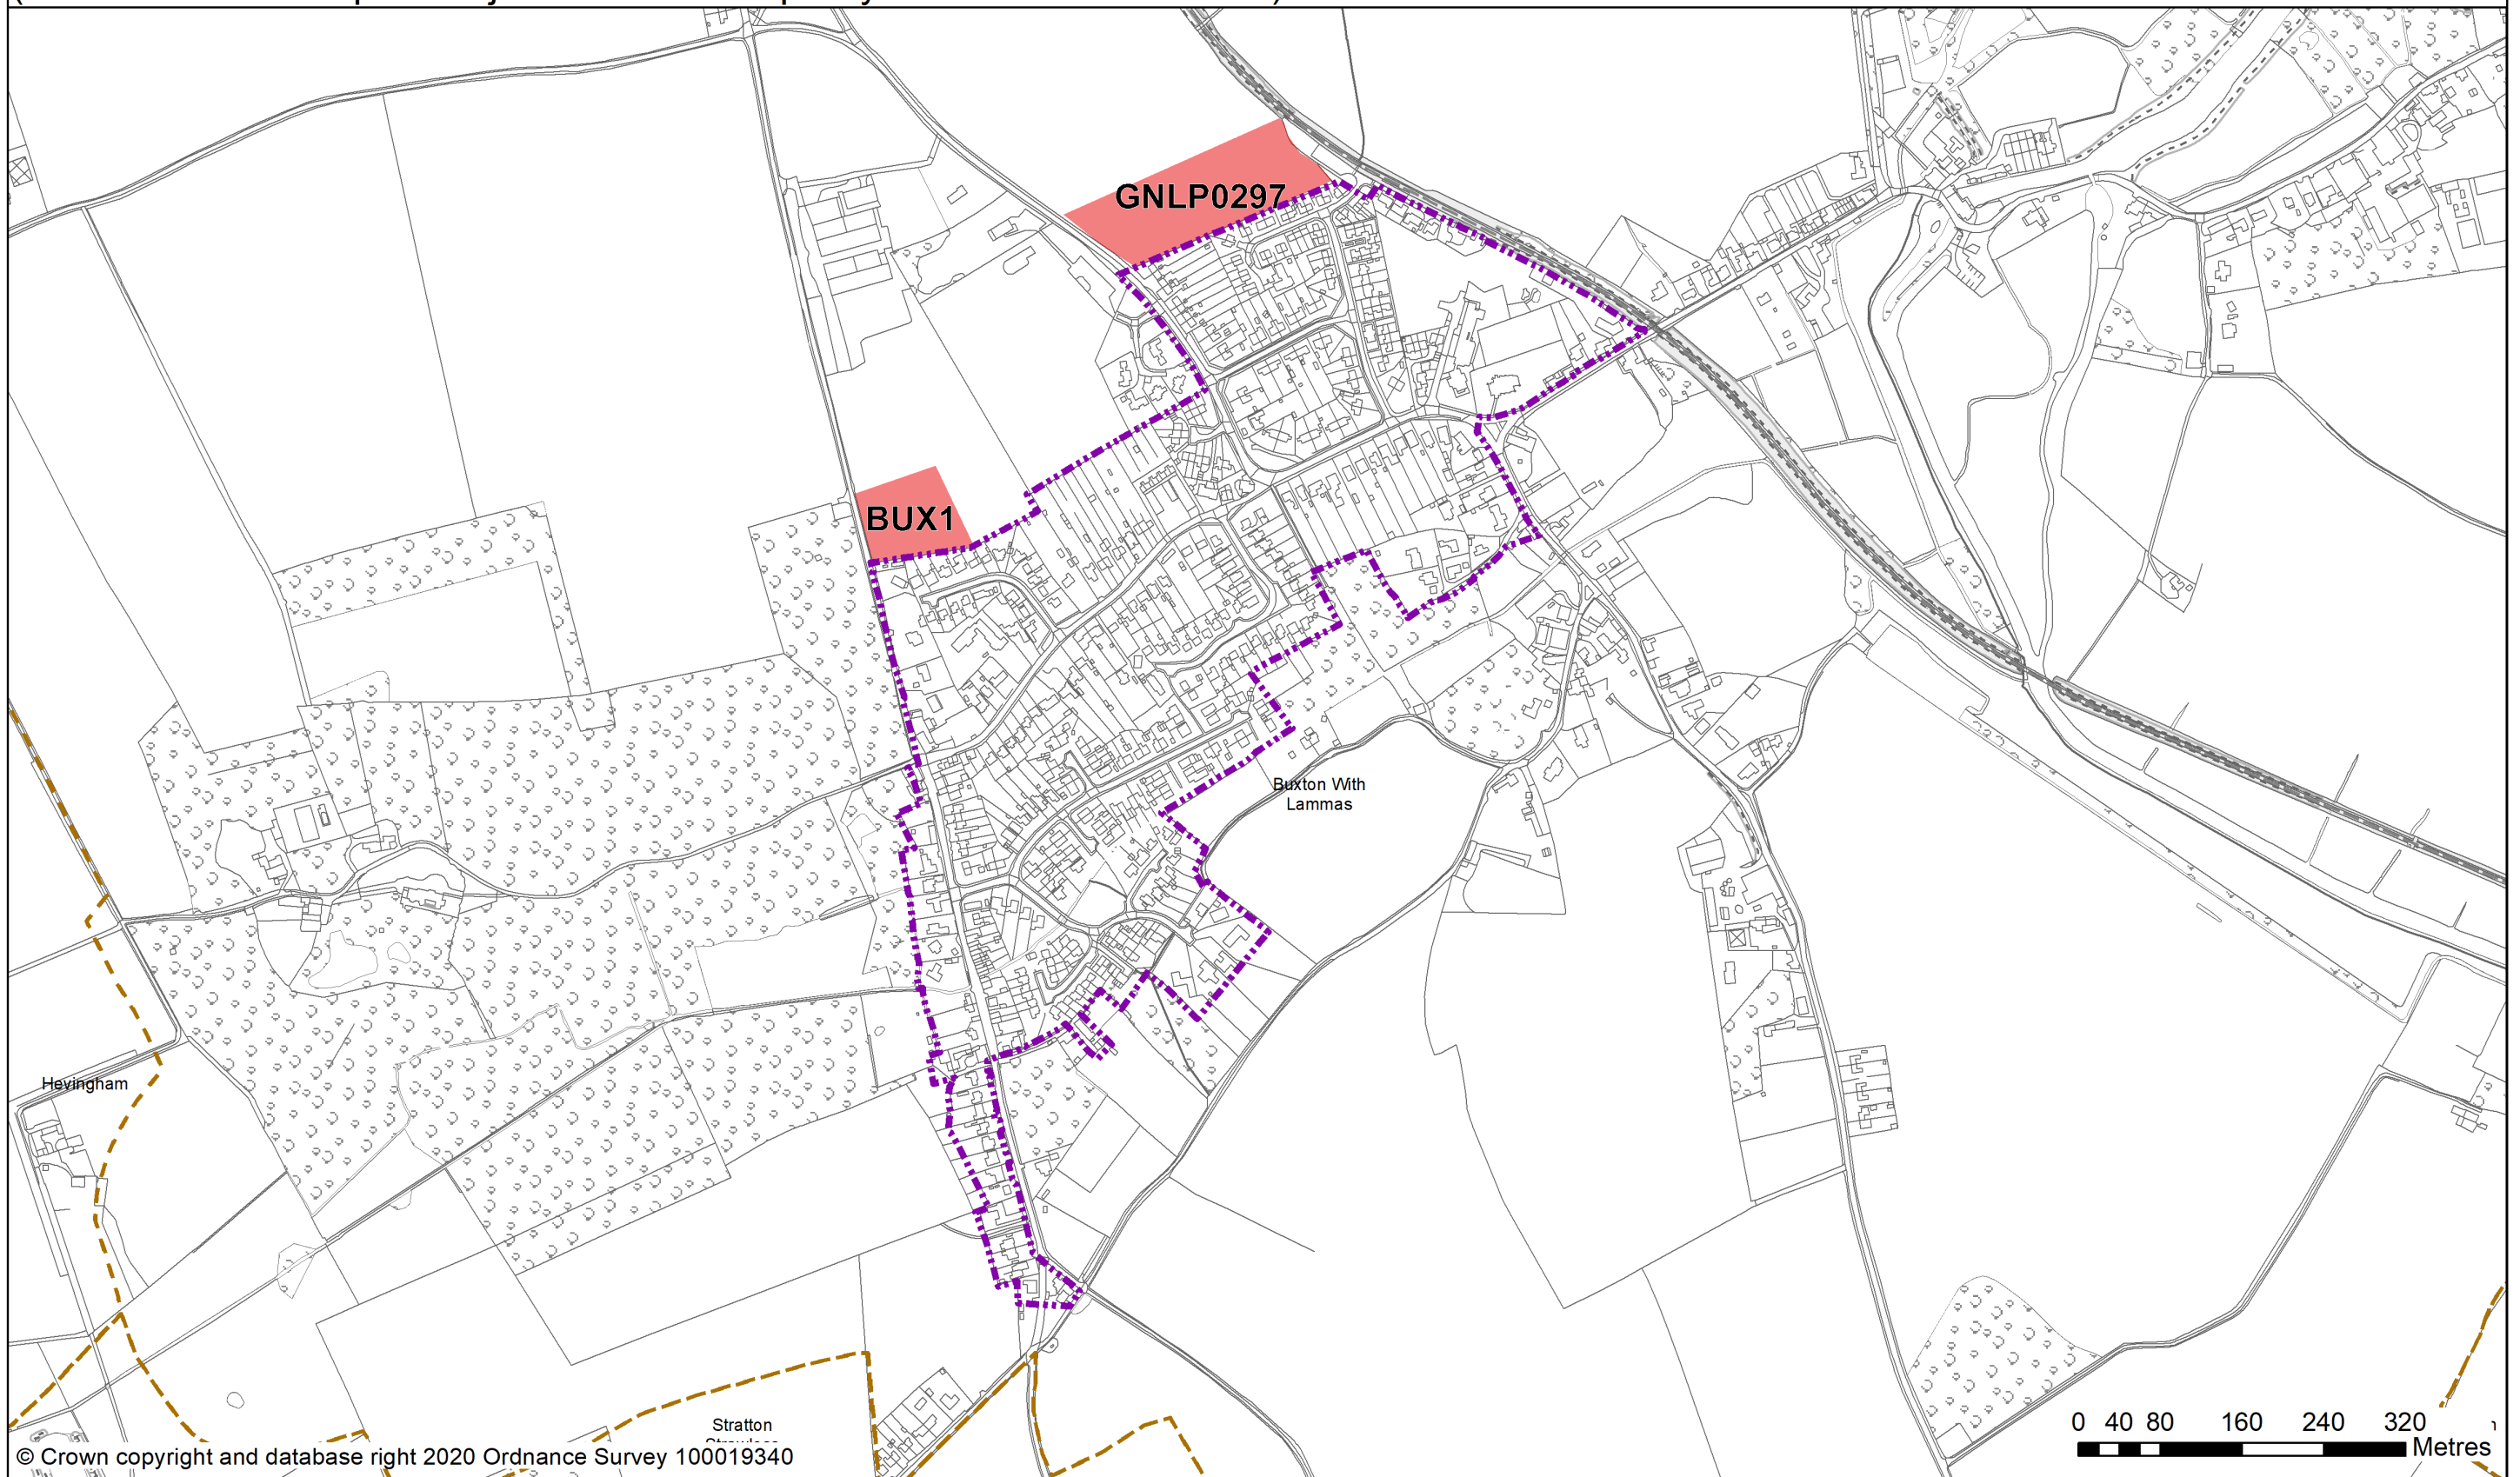 GNLP0297
BUX1
Buxton With
Lammas
Hevingham
Stratton
0 40 80 160 240 320
Metres
© Crown copyright and database right 2020 Ordnance Survey 100019340